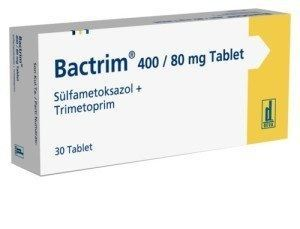 Bactrim® 400 / 80 mg Tablet
Sülfametoksazol +
Trimetoprim
30 Tablet